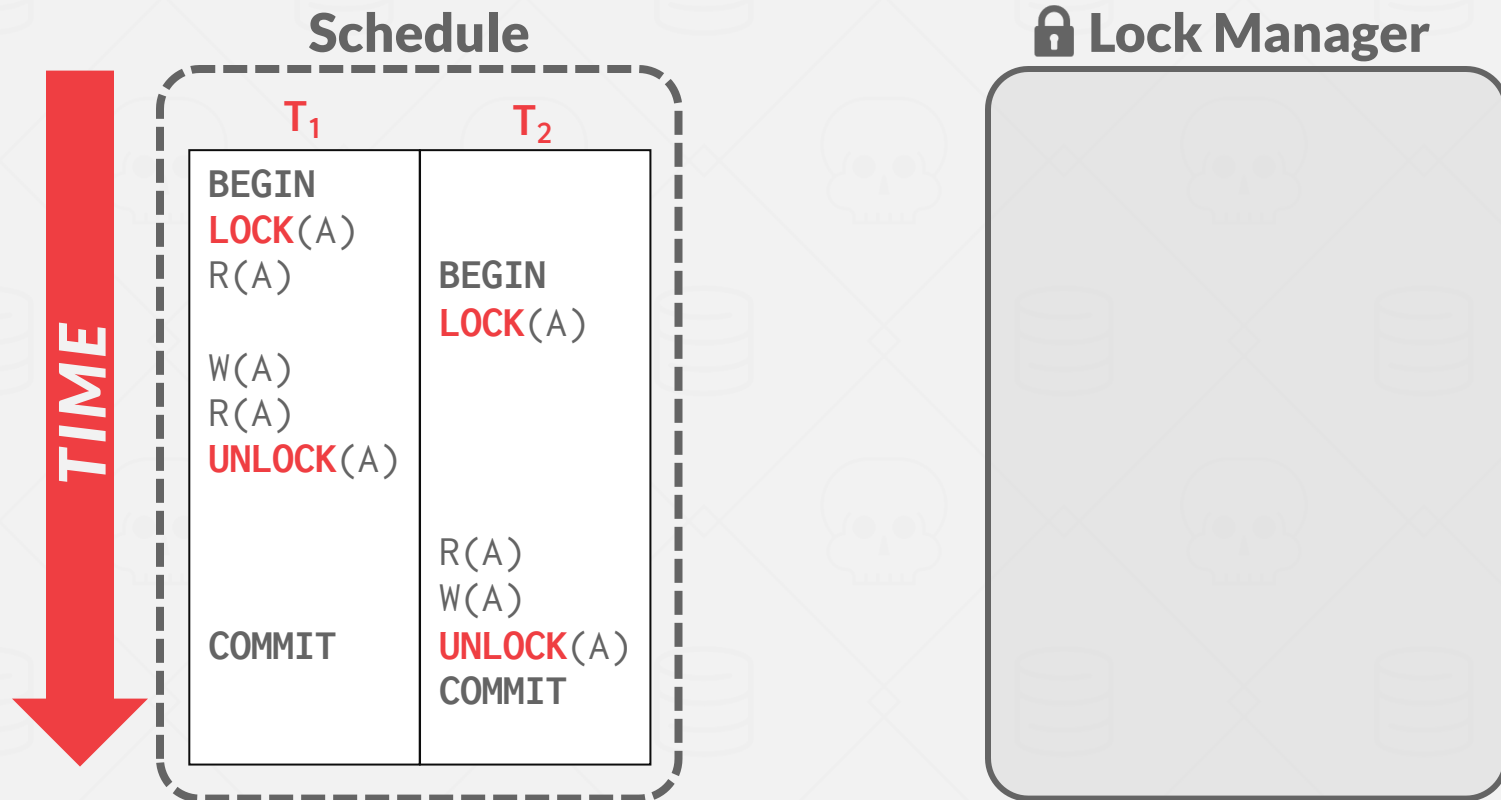 Schedule
Lock Manager
TIME
T₁ T₂
BEGIN
LOCK(A)
R(A) BEGIN
LOCK(A)
W(A)
R(A)
UNLOCK(A)
R(A)
W(A)
COMMIT UNLOCK(A)
COMMIT